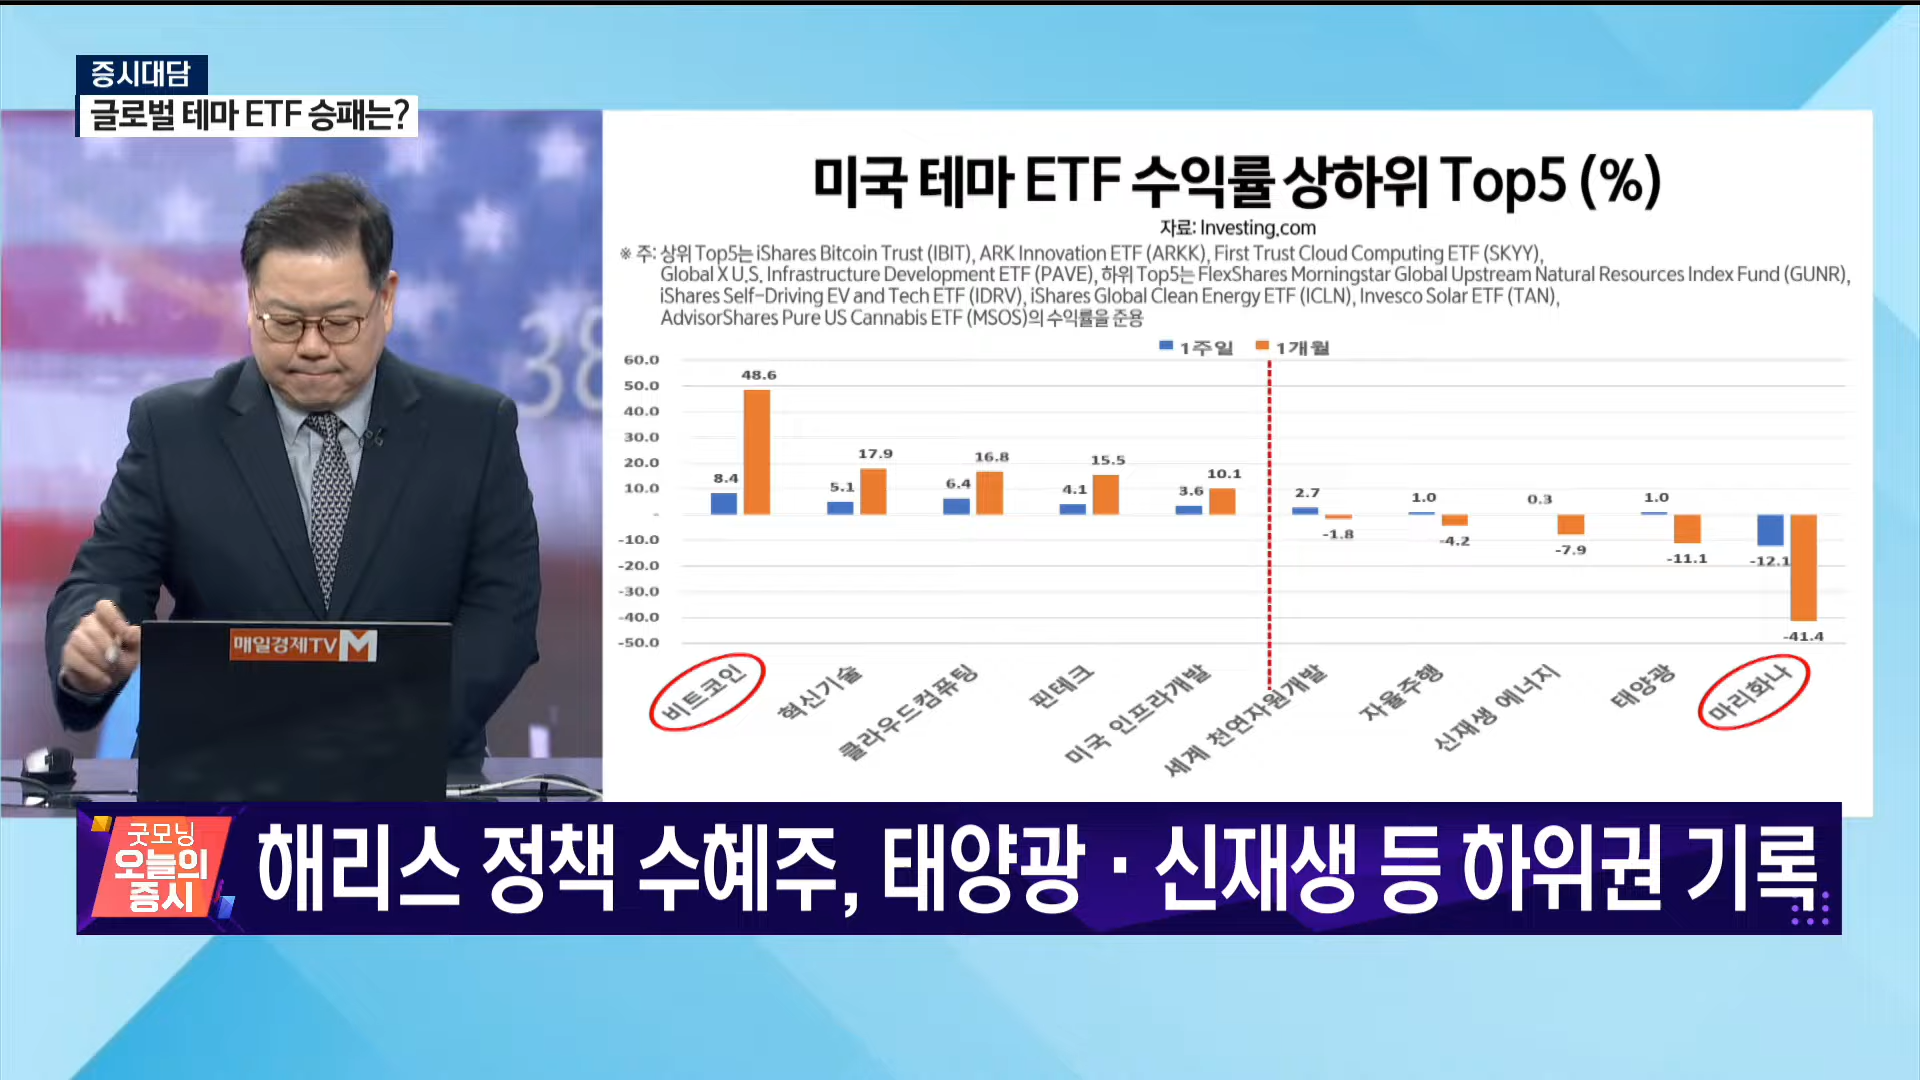 증시대담
글로벌 테마 ETF 승패는?
미국 테마 ETF 수익률 상하위 Top5 (%)
자료: Investing.com
※ 주: 상위 Top5는 iShares Bitcoin Trust (IBIT), ARK Innovation ETF (ARKK), First Trust Cloud Computing ETF (SKYY),
Global X U.S. Infrastructure Development ETF (PAVE), 하위 Top5는 FlexShares Morningstar Global Upstream Natural Resources Index Fund (GUNR),
iShares Self-Driving EV and Tech ETF (IDRV), iShares Global Clean Energy ETF (ICLN), Invesco Solar ETF (TAN),
AdvisorShares Pure US Cannabis ETF (MSOS)의 수익률을 준용
1주일 1개월
60.0
50.0
40.0
30.0
20.0
10.0
-
-10.0
-20.0
-30.0
-40.0
-50.0
8.4 48.6
5.1 17.9
6.4 16.8
4.1 15.5
3.6 10.1
2.7 -1.8
1.0 -4.2
0.3 -7.9
1.0 -11.1
-12.1 -41.4
비트코인
혁신기술
클라우드컴퓨팅
핀테크
미국 인프라개발
세계 천연자원개발
자율주행
신재생 에너지
태양광
마리화나
38
매일경제TV M
굿모닝
오늘의
증시
해리스 정책 수혜주, 태양광·신재생 등 하위권 기록